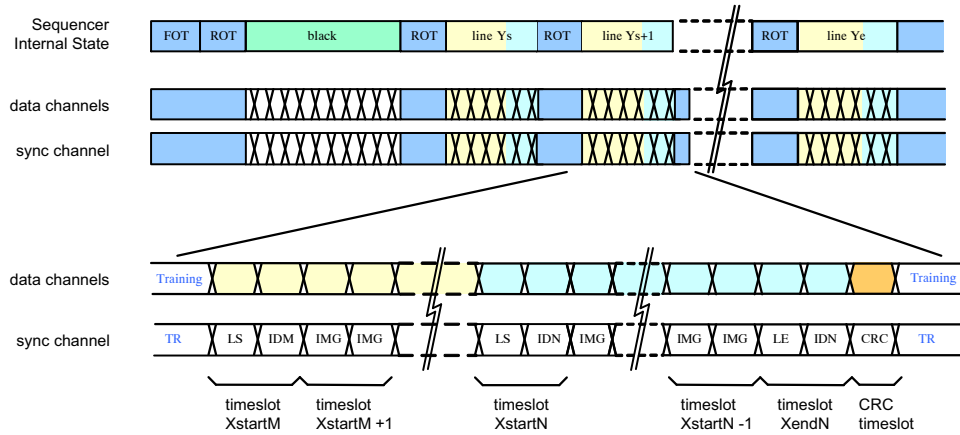 Sequencer
Internal State
FOT ROT black ROT line Ys ROT line Ys+1 ROT line Ye
data channels
sync channel
data channels Training Training
sync channel TR LS IDM IMG IMG LS IDN IMG IMG IMG LE IDN CRC TR
timeslot timeslot timeslot timeslot timeslot CRC
XstartM XstartM +1 XstartN XstartN -1 XendN timeslot